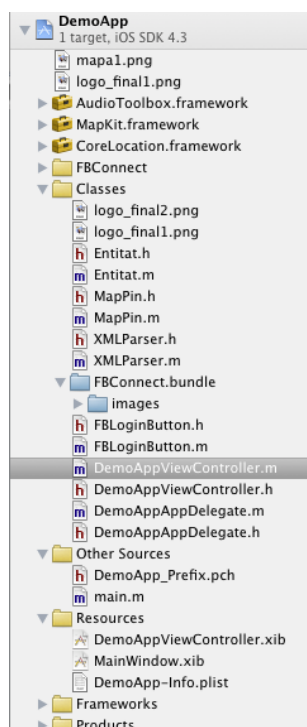 DemoApp
1 target, iOS SDK 4.3
mapa1.png
logo_final1.png
AudioToolbox.framework
MapKit.framework
CoreLocation.framework
FBConnect
Classes
logo_final2.png
logo_final1.png
Entitat.h
Entitat.m
MapPin.h
MapPin.m
XMLParser.h
XMLParser.m
FBConnect.bundle
images
FBLoginButton.h
FBLoginButton.m
DemoAppViewController.m
DemoAppViewController.h
DemoAppAppDelegate.m
DemoAppAppDelegate.h
Other Sources
DemoApp_Prefix.pch
main.m
Resources
DemoAppViewController.xib
MainWindow.xib
DemoApp-Info.plist
Frameworks
Products